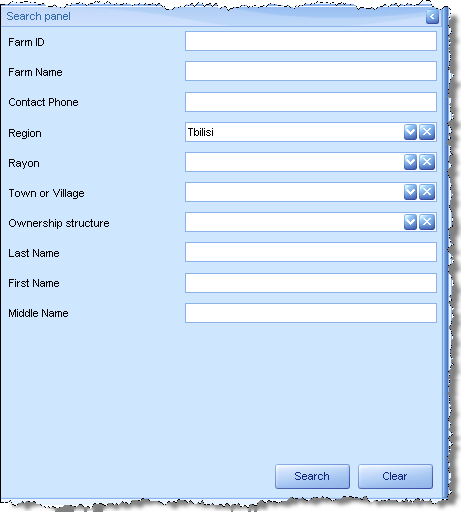 Search panel
Farm ID
Farm Name
Contact Phone
Region Tbilisi
Rayon
Town or Village
Ownership structure
Last Name
First Name
Middle Name
Search Clear